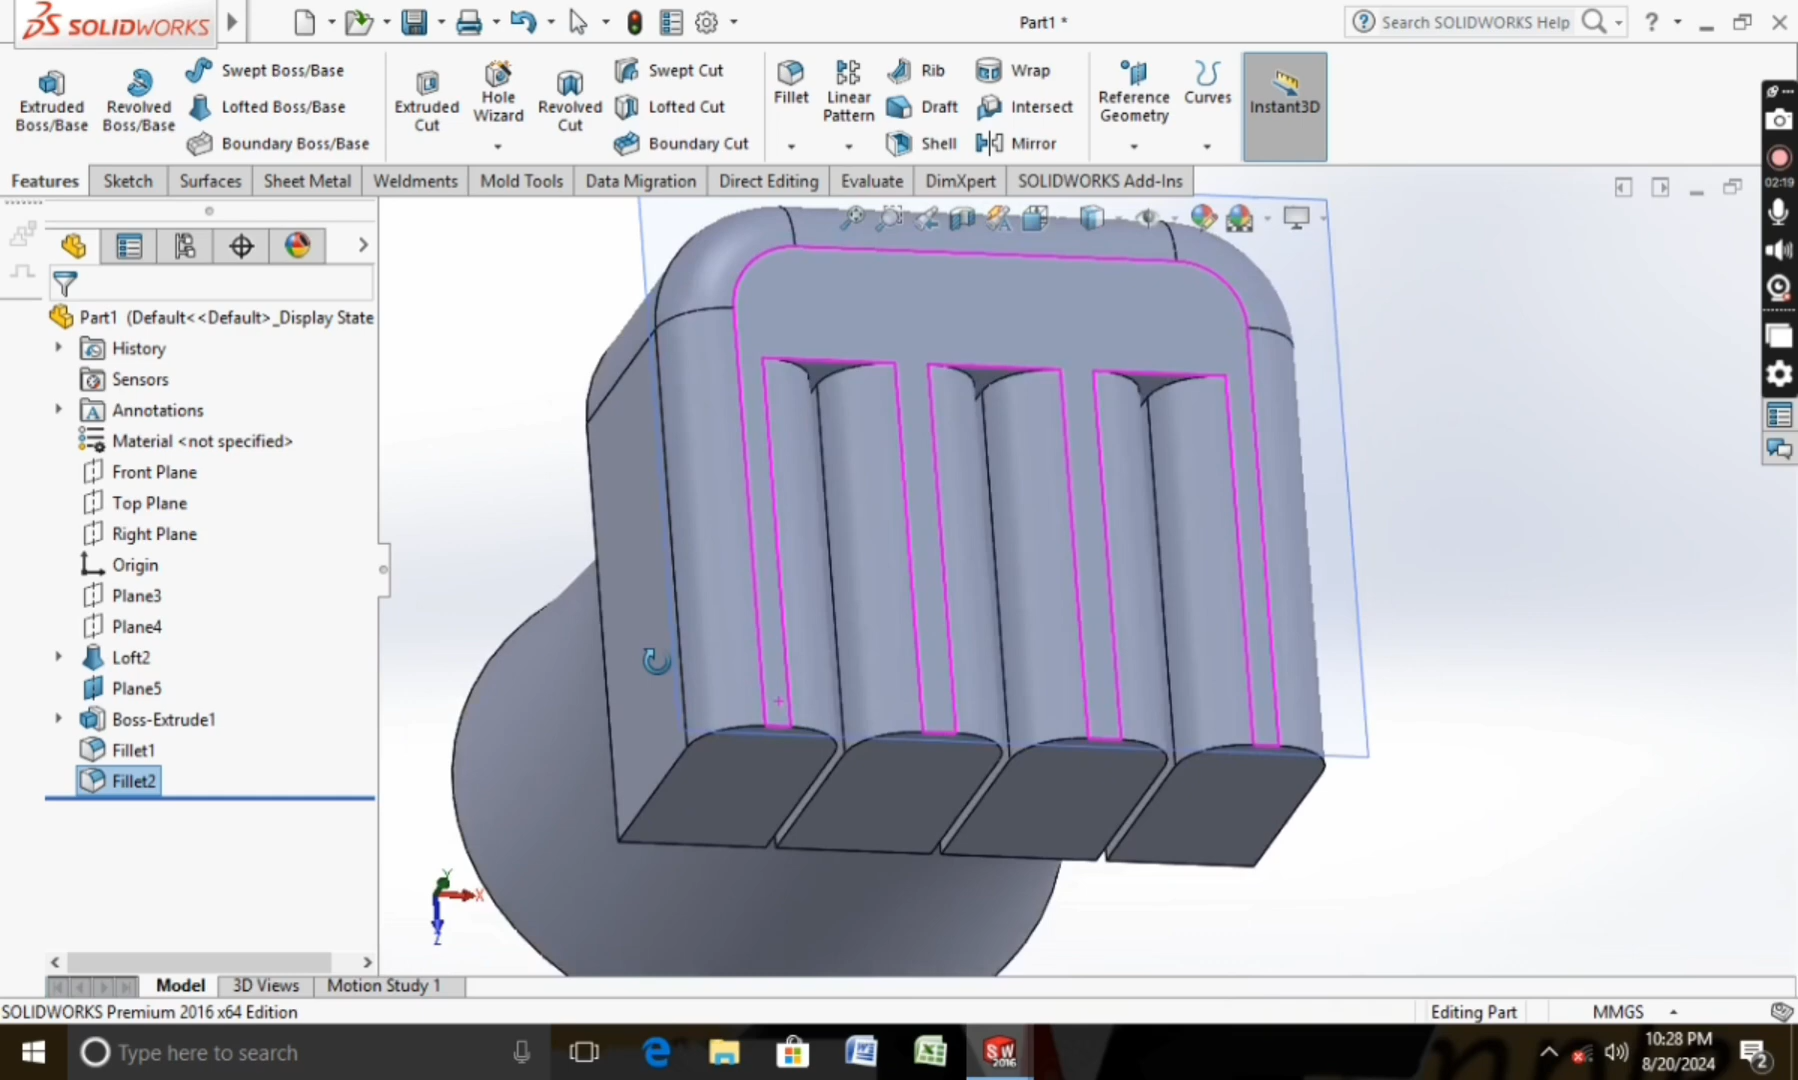 SOLIDWORKS
Part1 *
Search SOLIDWORKS Help
?
Extruded Boss/Base
Revolved Boss/Base
Swept Boss/Base
Lofted Boss/Base
Boundary Boss/Base
Extruded Cut
Hole Wizard
Revolved Cut
Swept Cut
Lofted Cut
Boundary Cut
Fillet
Linear Pattern
Rib
Draft
Shell
Wrap
Intersect
Mirror
Reference Geometry
Curves
Instant3D
Features
Sketch
Surfaces
Sheet Metal
Weldments
Mold Tools
Data Migration
Direct Editing
Evaluate
DimXpert
SOLIDWORKS Add-Ins
02:19
Part1 (Default<<Default>_Display State
History
Sensors
Annotations
Material <not specified>
Front Plane
Top Plane
Right Plane
Origin
Plane3
Plane4
Loft2
Plane5
Boss-Extrude1
Fillet1
Fillet2
Y
X
Z
Model
3D Views
Motion Study 1
SOLIDWORKS Premium 2016 x64 Edition
Editing Part
MMGS
Type here to search
SW
2016
10:28 PM
8/20/2024
2